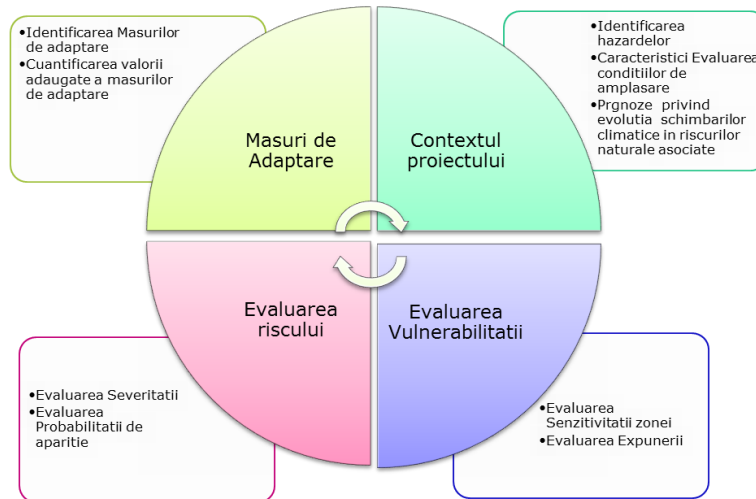 •Identificarea Masurilor
de adaptare
•Cuantificarea valorii
adaugate a masurilor
de adaptare
Masuri de
Adaptare
•Identificarea
hazardelor
•Caracteristici Evaluarea
conditiilor de
amplasare
•Prgnoze privind
evolutia schimbarilor
climatice in riscurilor
naturale asociate
Contextul
proiectului
Evaluarea
riscului
•Evaluarea Severitatii
•Evaluarea
Probabilitatii de
aparitie
Evaluarea
Vulnerabilitatii
•Evaluarea
Senzitivitatii zonei
•Evaluarea Expunerii